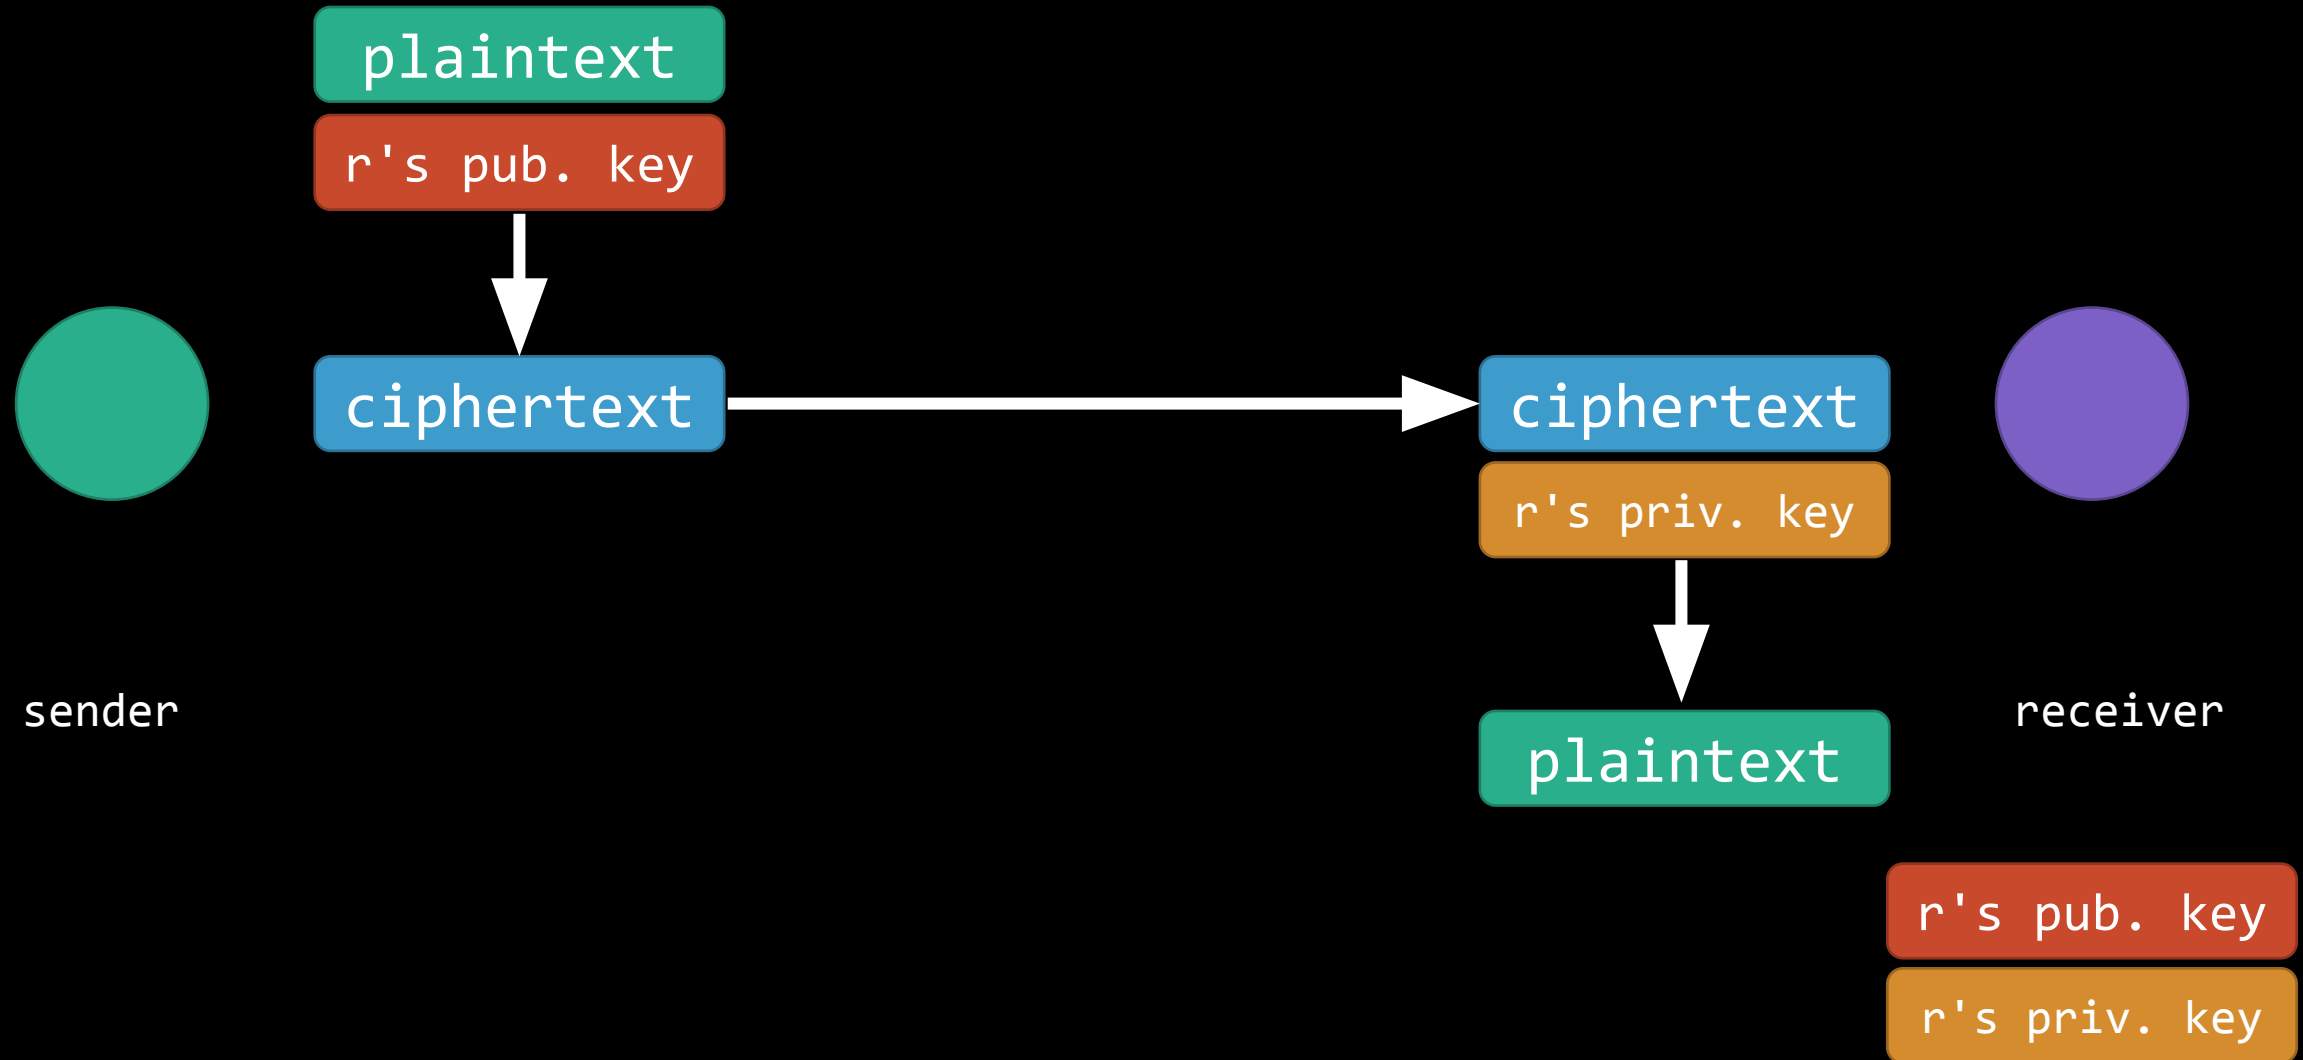 plaintext
r's pub. key
ciphertext
ciphertext
r's priv. key
sender
receiver
plaintext
r's pub. key
r's priv. key